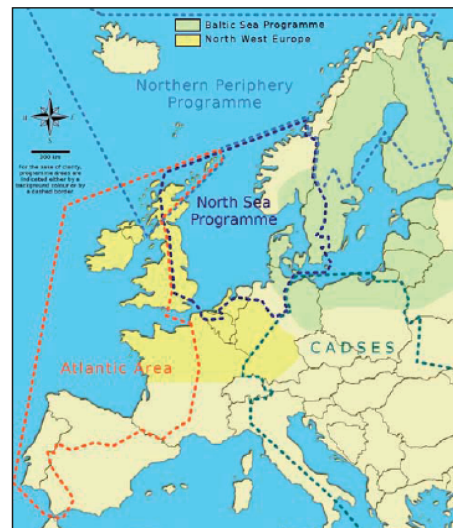 Baltic Sea Programme
North West Europe
Northern Periphery
Programme
200 km
For the sake of clarity,
programme areas are
indicated either by a
background colour or by
a dashed border
North Sea
Programme
CADSES
Atlantic Area